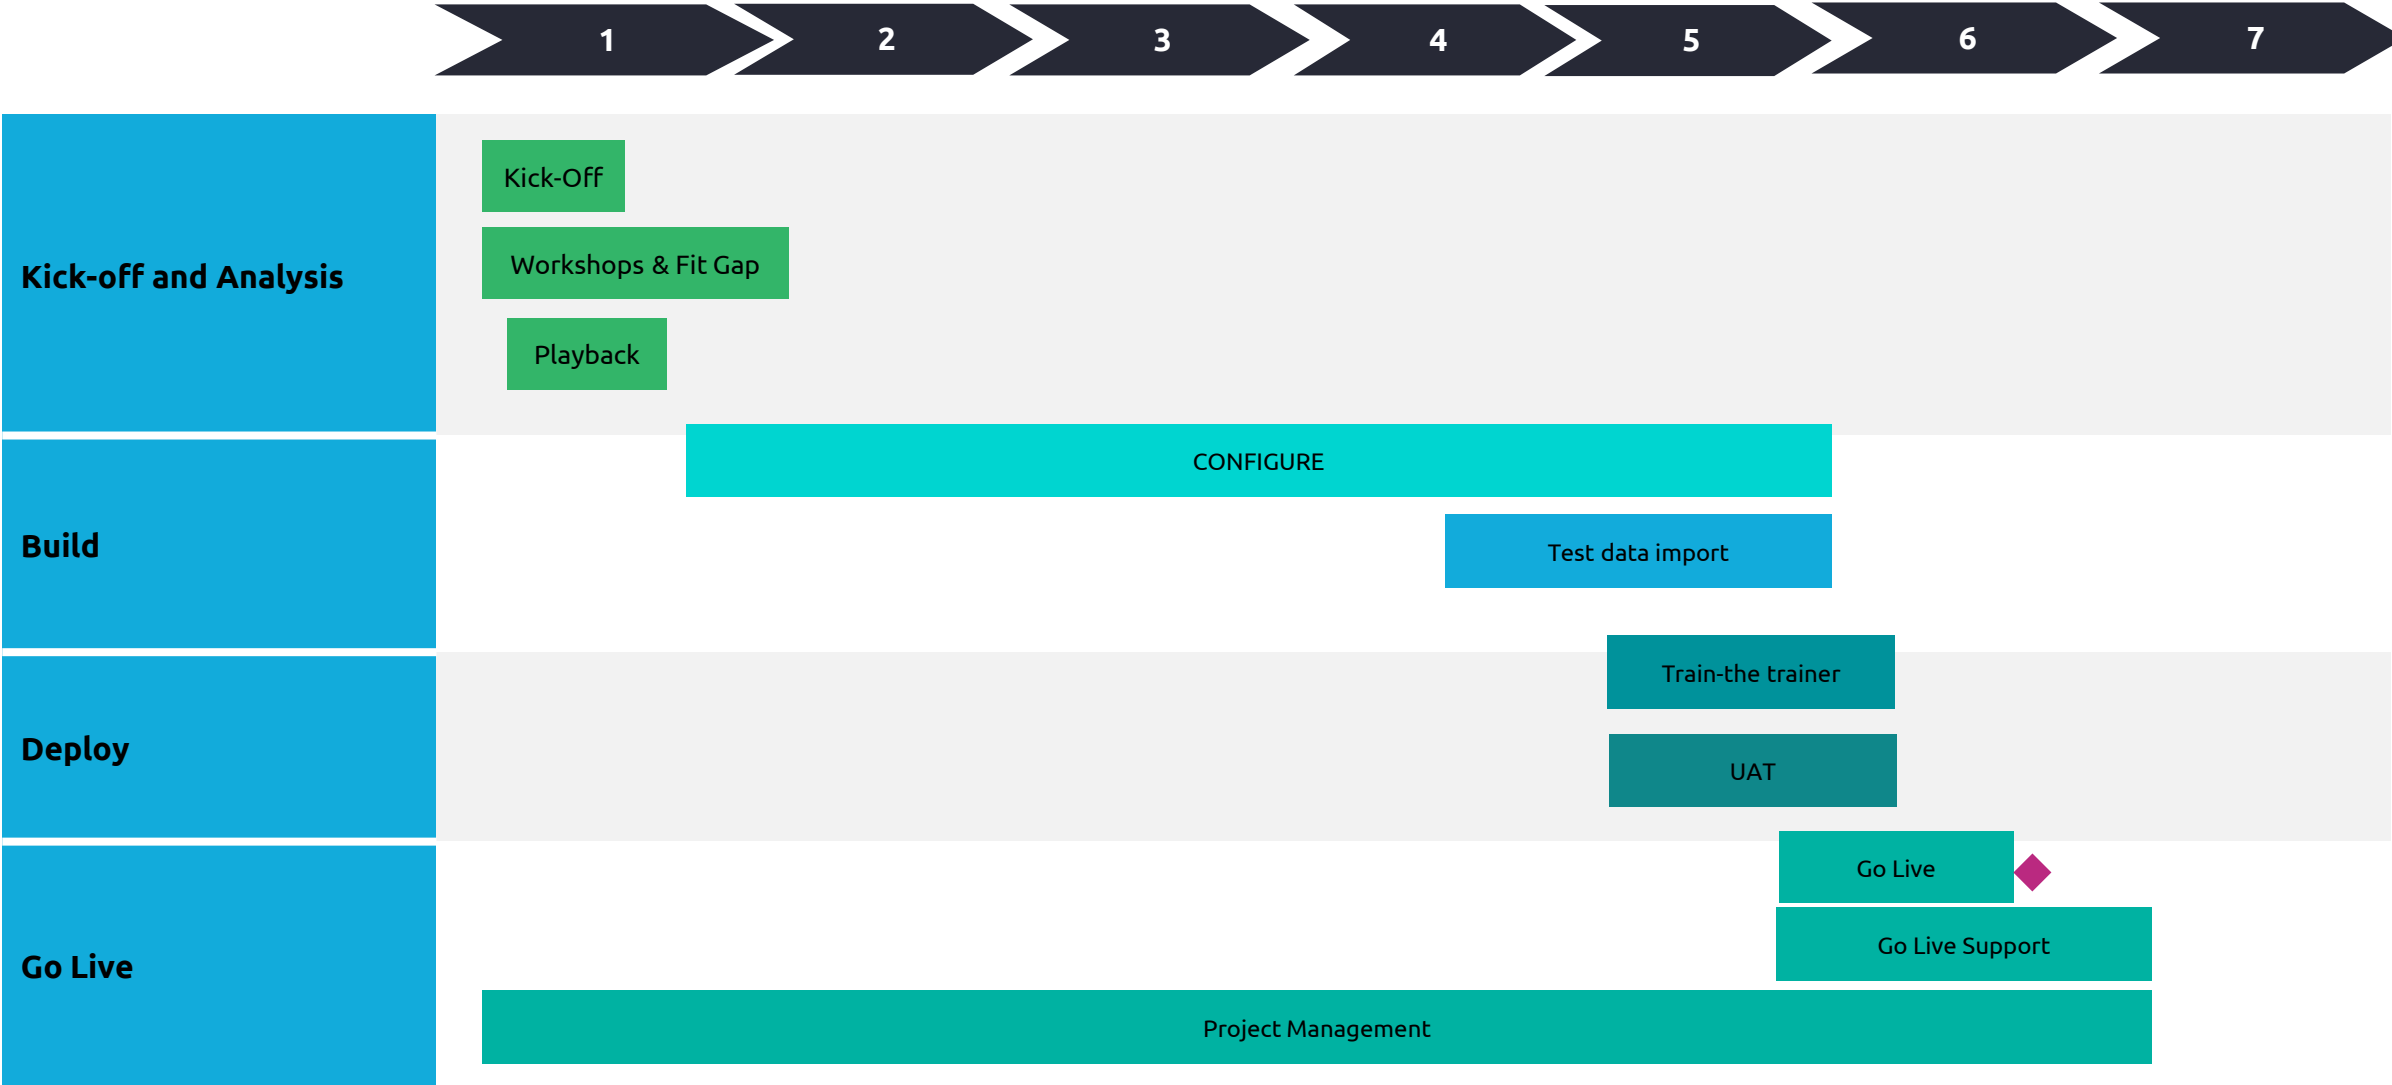 1
2
3
4
5
6
7
Kick-off and Analysis
Kick-Off
Workshops & Fit Gap
Playback
Build
CONFIGURE
Test data import
Deploy
Train-the trainer
UAT
Go Live
Go Live
Go Live Support
Project Management